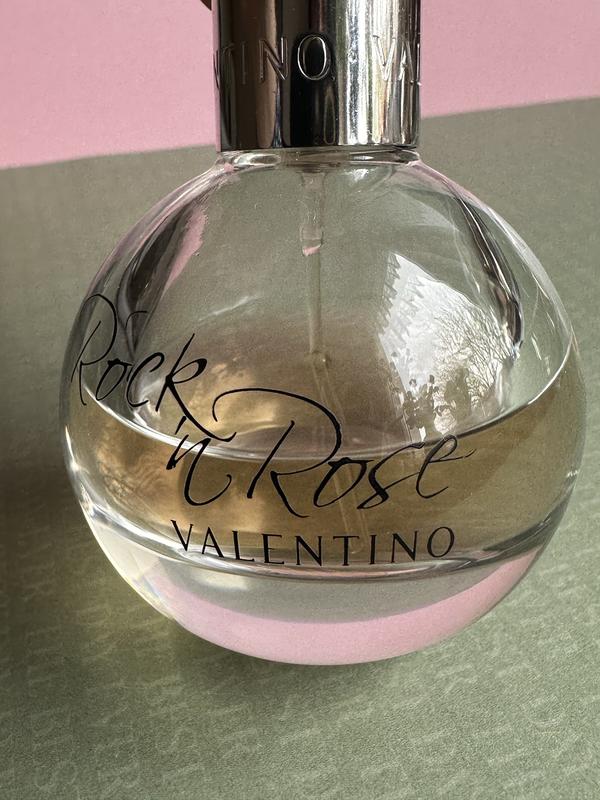 Rock
'n Rose
VALENTINO